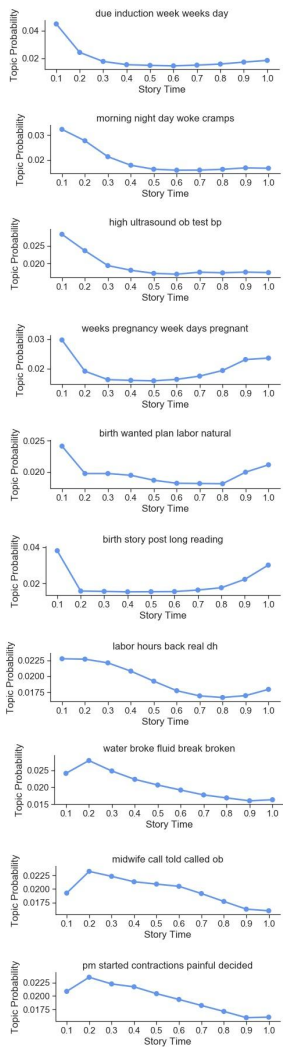 due induction week weeks day
Topic Probability
0.04
0.02
0.1 0.2 0.3 0.4 0.5 0.6 0.7 0.8 0.9 1.0
Story Time
morning night day woke cramps
Topic Probability
0.03
0.02
0.1 0.2 0.3 0.4 0.5 0.6 0.7 0.8 0.9 1.0
Story Time
high ultrasound ob test bp
Topic Probability
0.025
0.020
0.1 0.2 0.3 0.4 0.5 0.6 0.7 0.8 0.9 1.0
Story Time
weeks pregnancy week days pregnant
Topic Probability
0.03
0.02
0.1 0.2 0.3 0.4 0.5 0.6 0.7 0.8 0.9 1.0
Story Time
birth wanted plan labor natural
Topic Probability
0.025
0.020
0.1 0.2 0.3 0.4 0.5 0.6 0.7 0.8 0.9 1.0
Story Time
birth story post long reading
Topic Probability
0.04
0.02
0.1 0.2 0.3 0.4 0.5 0.6 0.7 0.8 0.9 1.0
Story Time
labor hours back real dh
Topic Probability
0.0225
0.0200
0.0175
0.1 0.2 0.3 0.4 0.5 0.6 0.7 0.8 0.9 1.0
Story Time
water broke fluid break broken
Topic Probability
0.025
0.020
0.015
0.1 0.2 0.3 0.4 0.5 0.6 0.7 0.8 0.9 1.0
Story Time
midwife call told called ob
Topic Probability
0.0225
0.0200
0.0175
0.1 0.2 0.3 0.4 0.5 0.6 0.7 0.8 0.9 1.0
Story Time
pm started contractions painful decided
Topic Probability
0.0225
0.0200
0.0175
0.1 0.2 0.3 0.4 0.5 0.6 0.7 0.8 0.9 1.0
Story Time